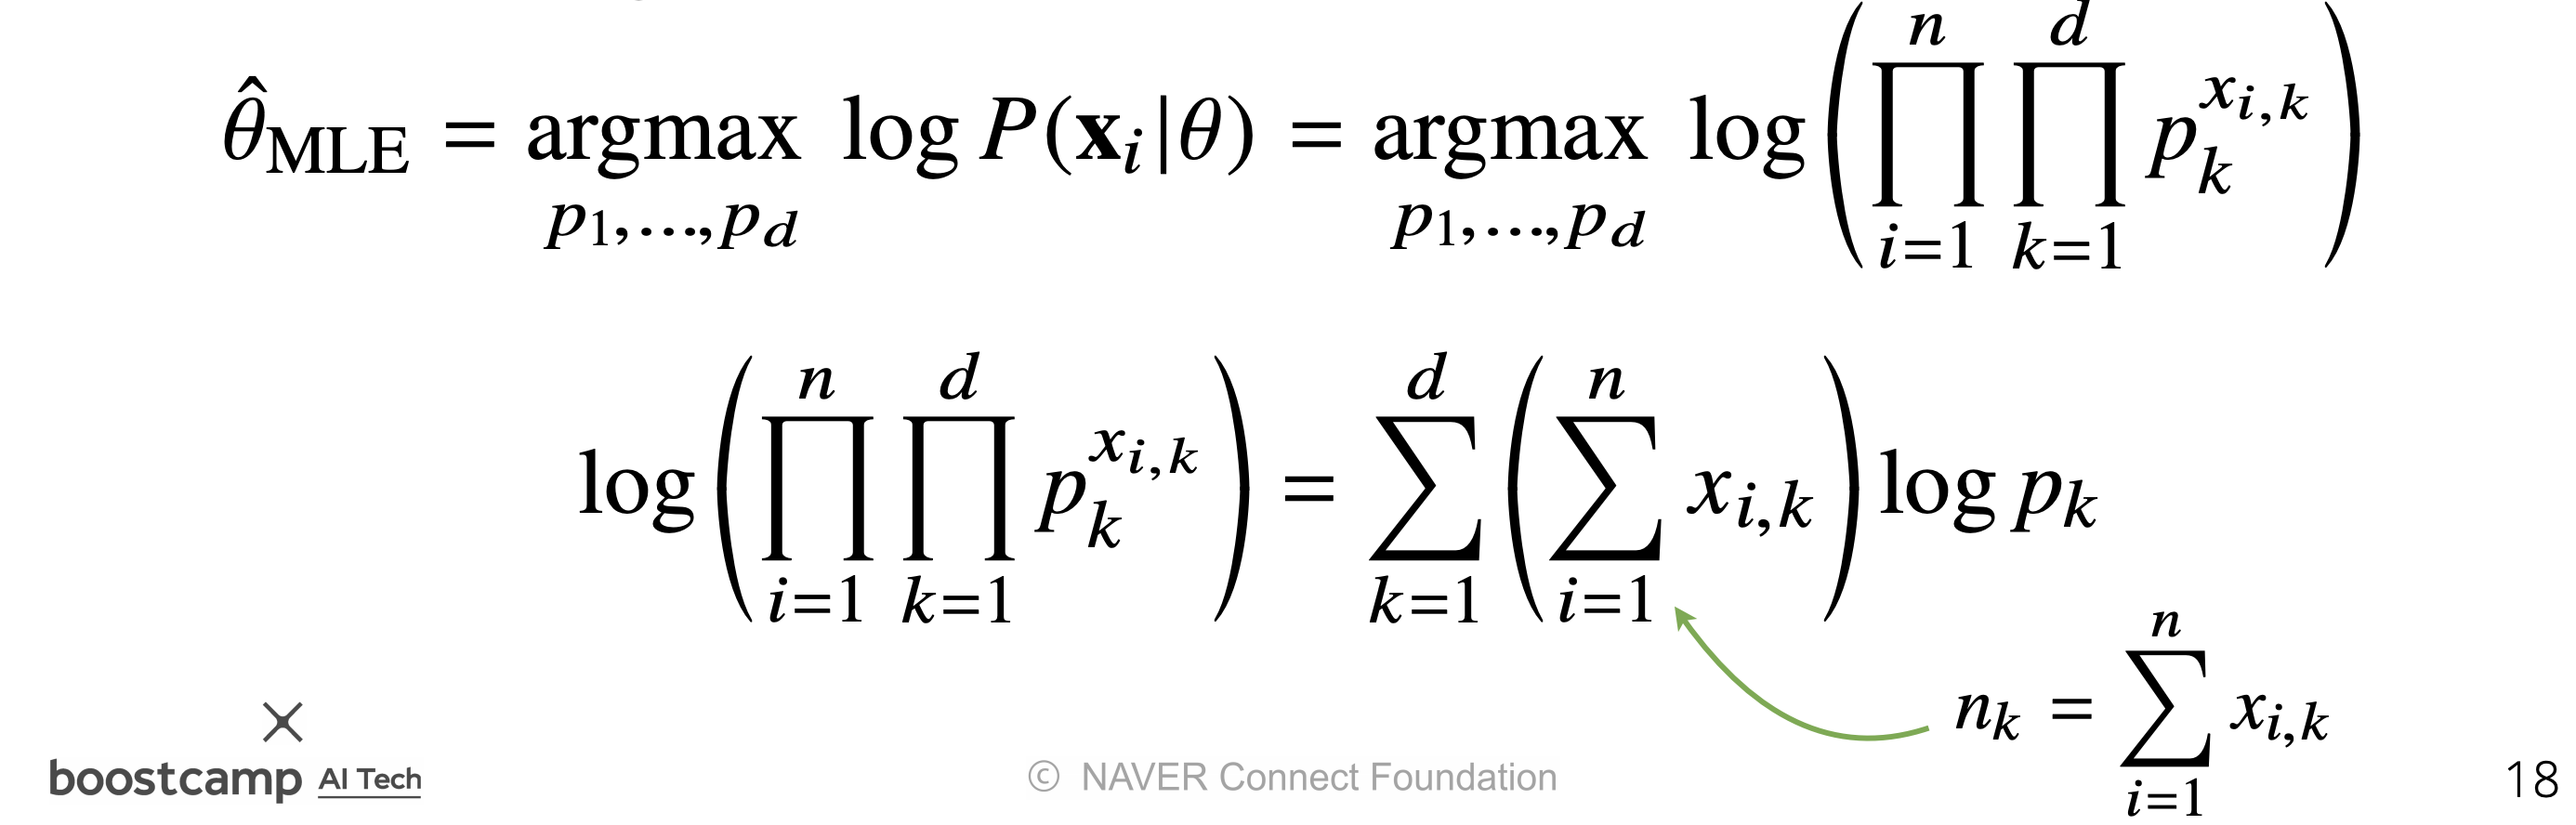 θ̂_MLE = argmax_{p_1,…,p_d} log P(𝐱_i|θ) = argmax_{p_1,…,p_d} log ( ∏_{i=1}^{n} ∏_{k=1}^{d} p_k^{x_{i,k}} )
log ( ∏_{i=1}^{n} ∏_{k=1}^{d} p_k^{x_{i,k}} ) = ∑_{k=1}^{d} ( ∑_{i=1}^{n} x_{i,k} ) log p_k
n_k = ∑_{i=1}^{n} x_{i,k}
boostcamp AI Tech
© NAVER Connect Foundation
18